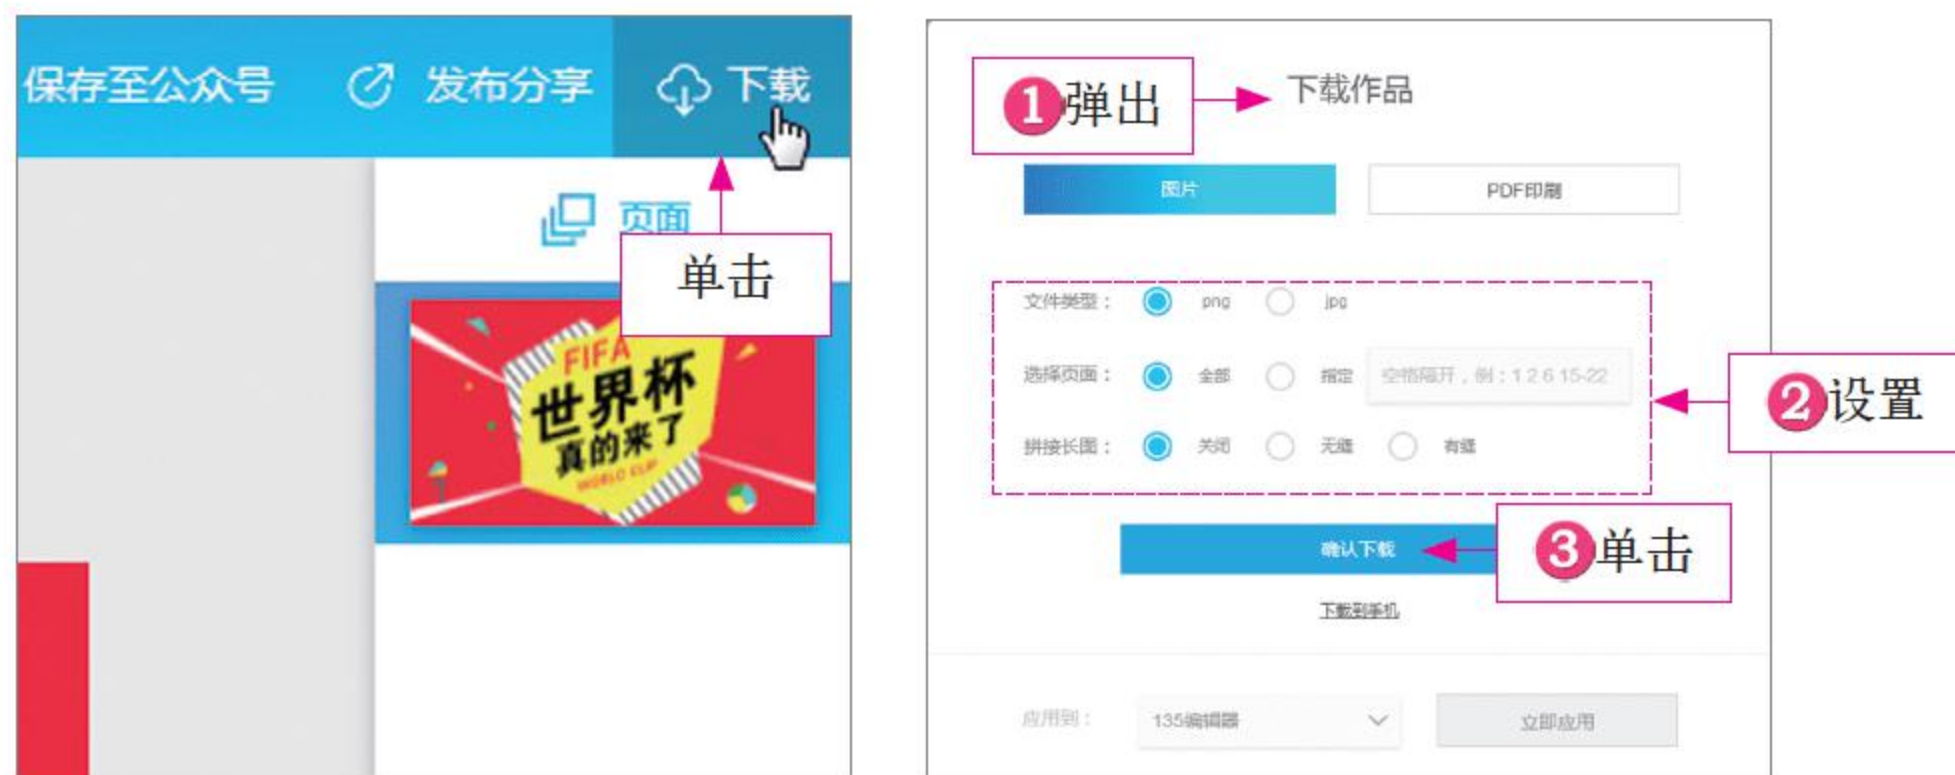 保存至公众号
发布分享
下载
页面
单击
FIFA
世界杯
真的来了
WORLD CUP
1弹出
下载作品
图片
PDF印刷
文件类型：
png
jpg
选择页面：
全部
指定
空格隔开，例：1 2 6 15-22
2设置
拼接长图：
关闭
无缝
有缝
确认下载
3单击
下载到手机
应用到：
135编辑器
立即应用